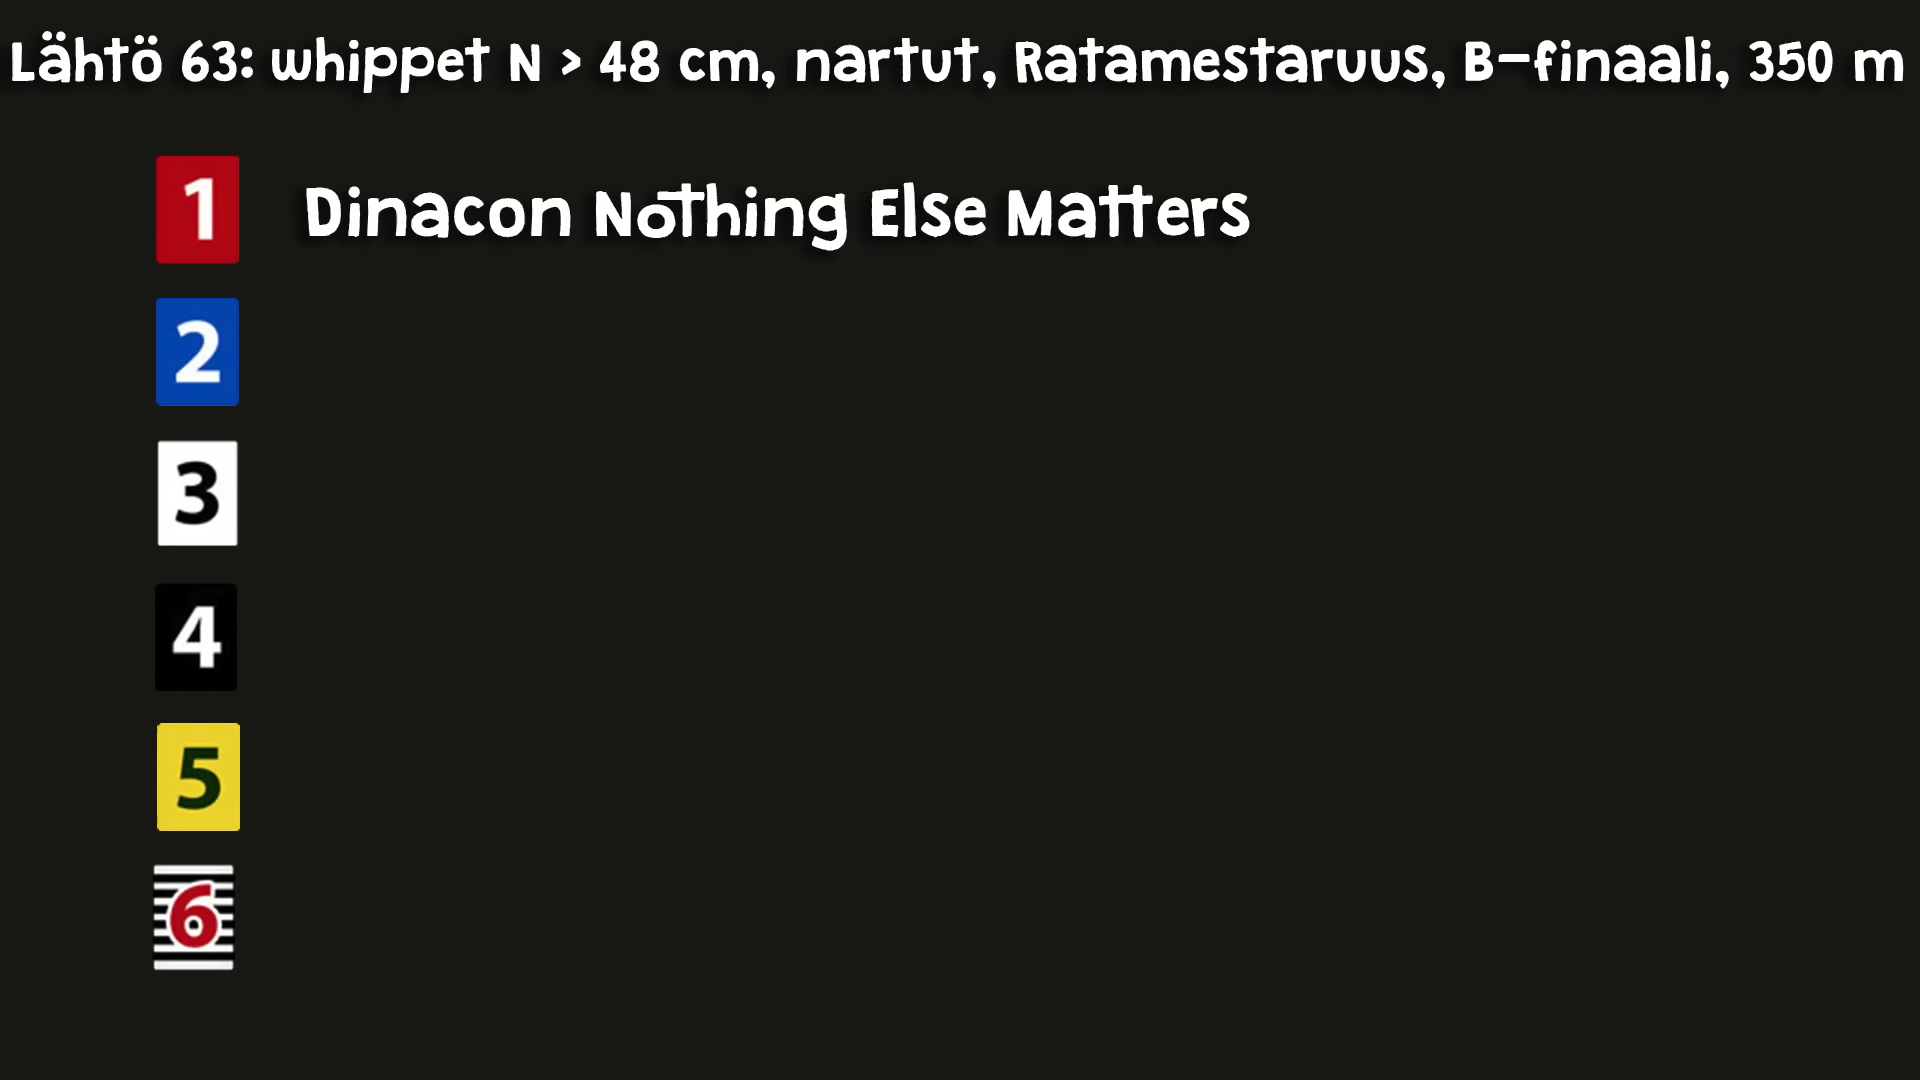 Lähtö 63: whippet N > 48 cm, nartut, Ratamestaruus, B-finaali, 350 m
1 Dinacon Nothing Else Matters
2
3
4
5
6